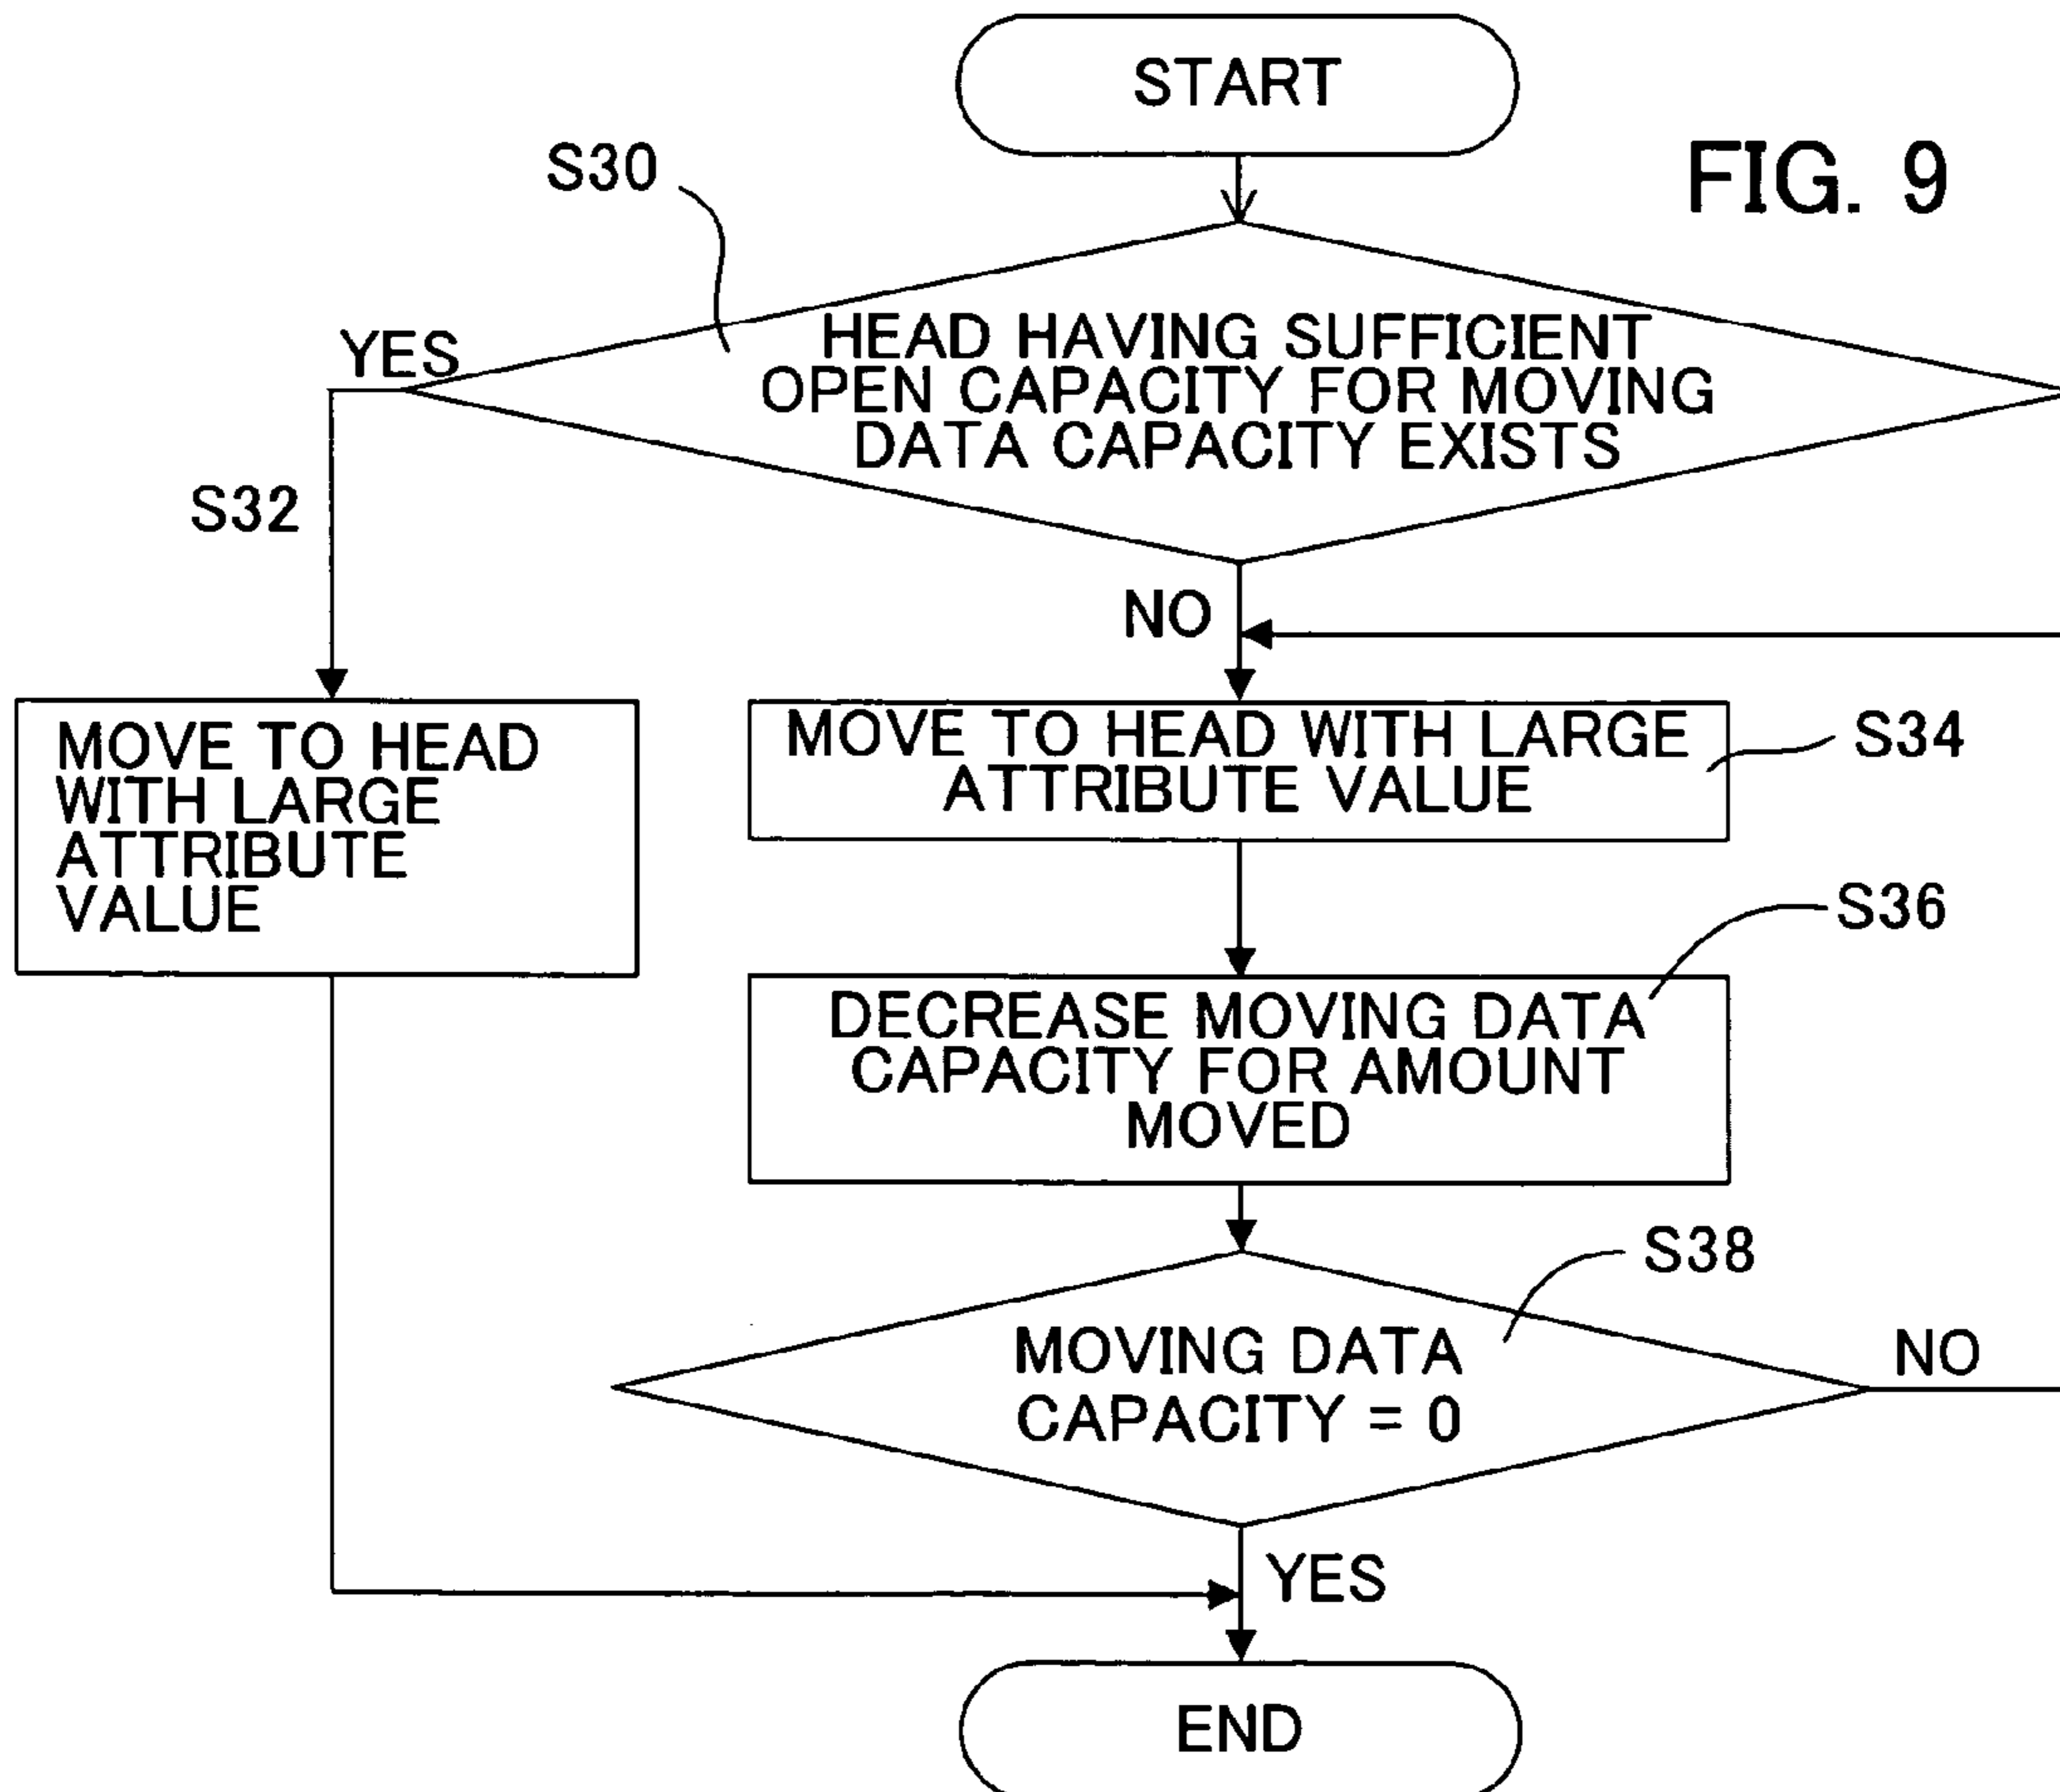 START
FIG. 9
S30
YES
HEAD HAVING SUFFICIENT
OPEN CAPACITY FOR MOVING
DATA CAPACITY EXISTS
S32
NO
MOVE TO HEAD
WITH LARGE
ATTRIBUTE
VALUE
MOVE TO HEAD WITH LARGE
ATTRIBUTE VALUE
S34
S36
DECREASE MOVING DATA
CAPACITY FOR AMOUNT
MOVED
S38
MOVING DATA
CAPACITY = 0
NO
YES
END